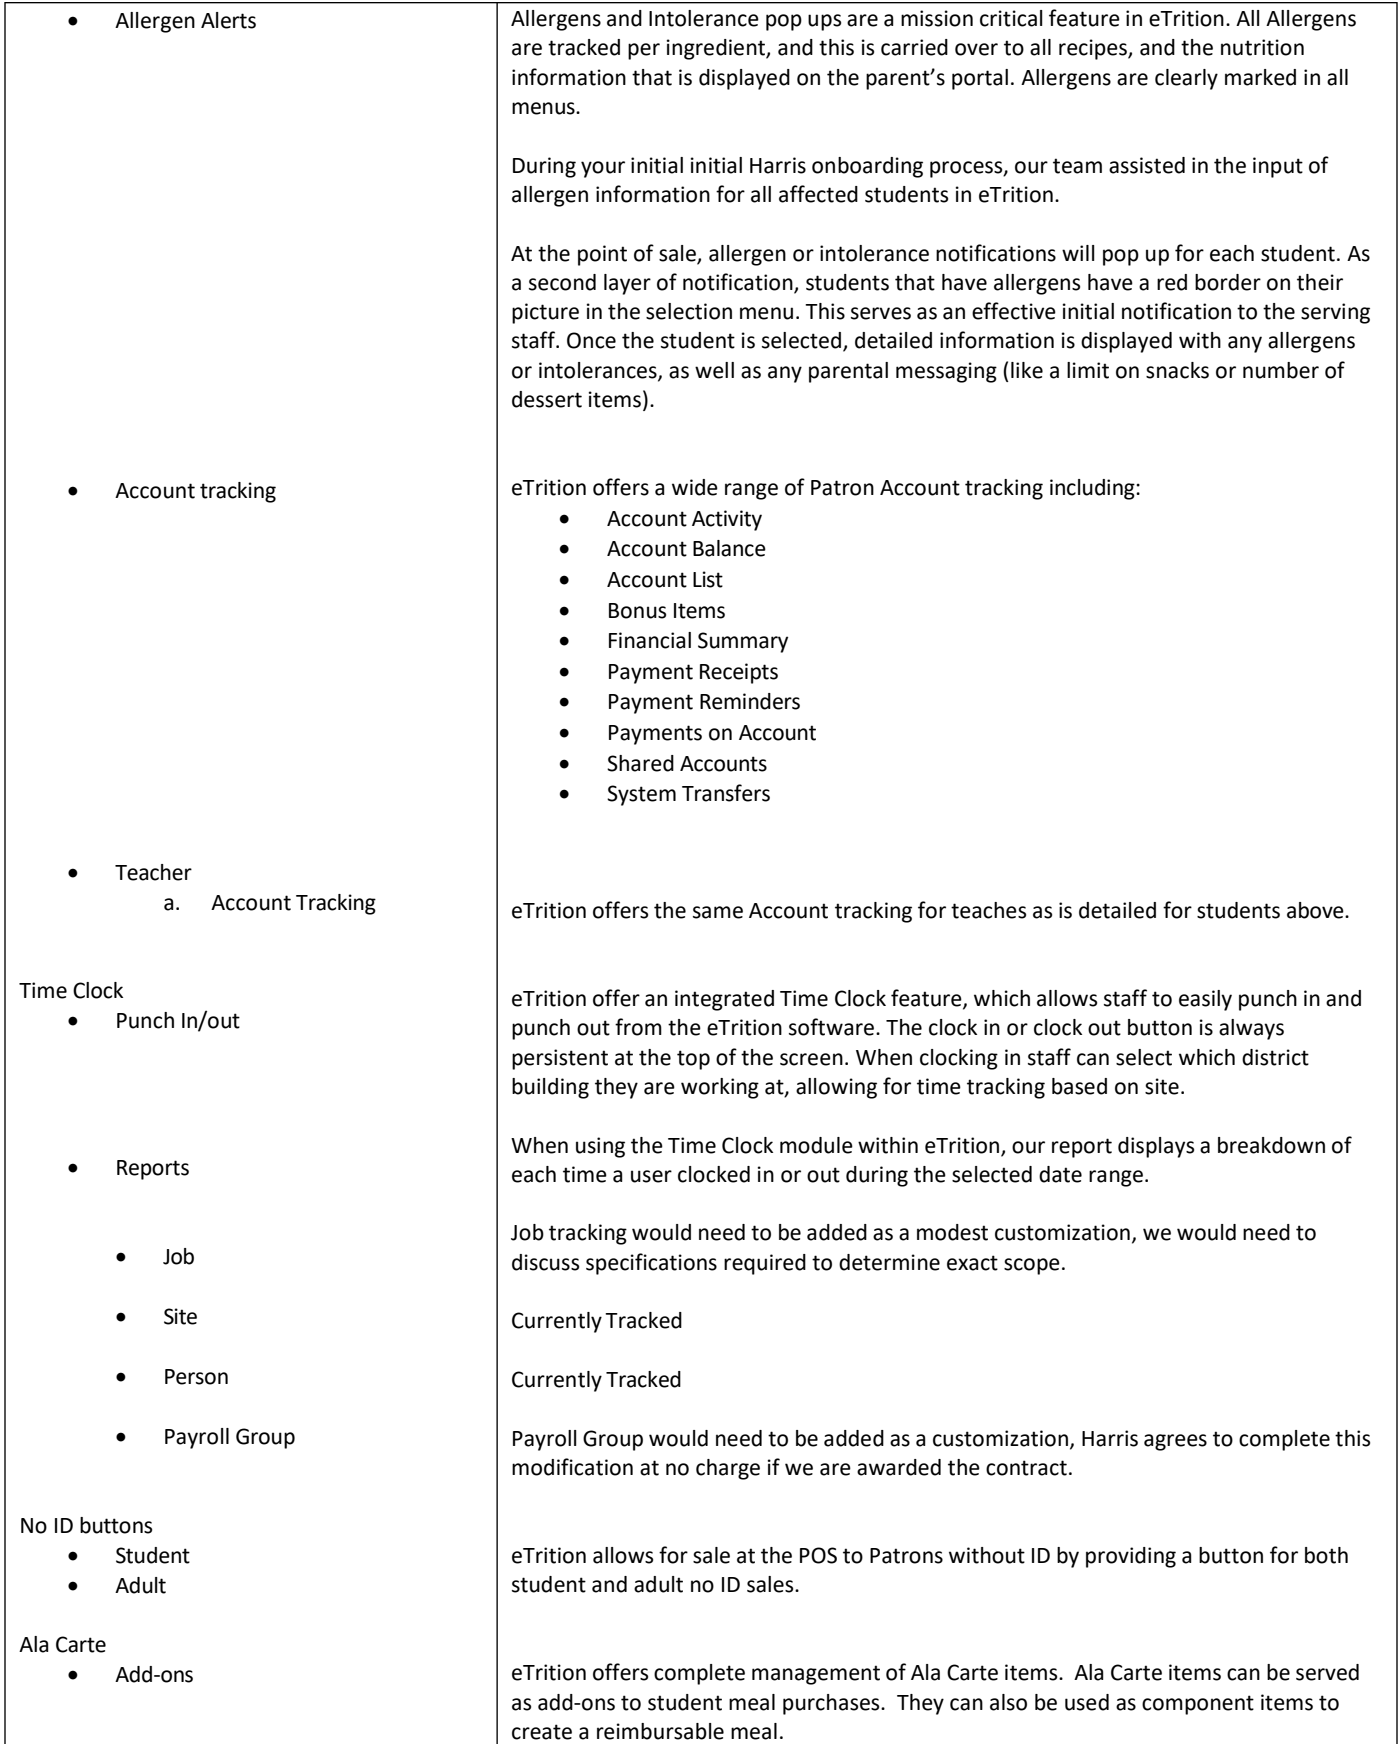 • Allergen Alerts
Allergens and Intolerance pop ups are a mission critical feature in eTrition. All Allergens
are tracked per ingredient, and this is carried over to all recipes, and the nutrition
information that is displayed on the parent’s portal. Allergens are clearly marked in all
menus.
During your initial initial Harris onboarding process, our team assisted in the input of
allergen information for all affected students in eTrition.
At the point of sale, allergen or intolerance notifications will pop up for each student. As
a second layer of notification, students that have allergens have a red border on their
picture in the selection menu. This serves as an effective initial notification to the serving
staff. Once the student is selected, detailed information is displayed with any allergens
or intolerances, as well as any parental messaging (like a limit on snacks or number of
dessert items).
• Account tracking
eTrition offers a wide range of Patron Account tracking including:
• Account Activity
• Account Balance
• Account List
• Bonus Items
• Financial Summary
• Payment Receipts
• Payment Reminders
• Payments on Account
• Shared Accounts
• System Transfers
• Teacher
a. Account Tracking
eTrition offers the same Account tracking for teaches as is detailed for students above.
Time Clock
• Punch In/out
eTrition offer an integrated Time Clock feature, which allows staff to easily punch in and
punch out from the eTrition software. The clock in or clock out button is always
persistent at the top of the screen. When clocking in staff can select which district
building they are working at, allowing for time tracking based on site.
• Reports
When using the Time Clock module within eTrition, our report displays a breakdown of
each time a user clocked in or out during the selected date range.
• Job
Job tracking would need to be added as a modest customization, we would need to
discuss specifications required to determine exact scope.
• Site
Currently Tracked
• Person
Currently Tracked
• Payroll Group
Payroll Group would need to be added as a customization, Harris agrees to complete this
modification at no charge if we are awarded the contract.
No ID buttons
• Student
• Adult
eTrition allows for sale at the POS to Patrons without ID by providing a button for both
student and adult no ID sales.
Ala Carte
• Add-ons
eTrition offers complete management of Ala Carte items. Ala Carte items can be served
as add-ons to student meal purchases. They can also be used as component items to
create a reimbursable meal.